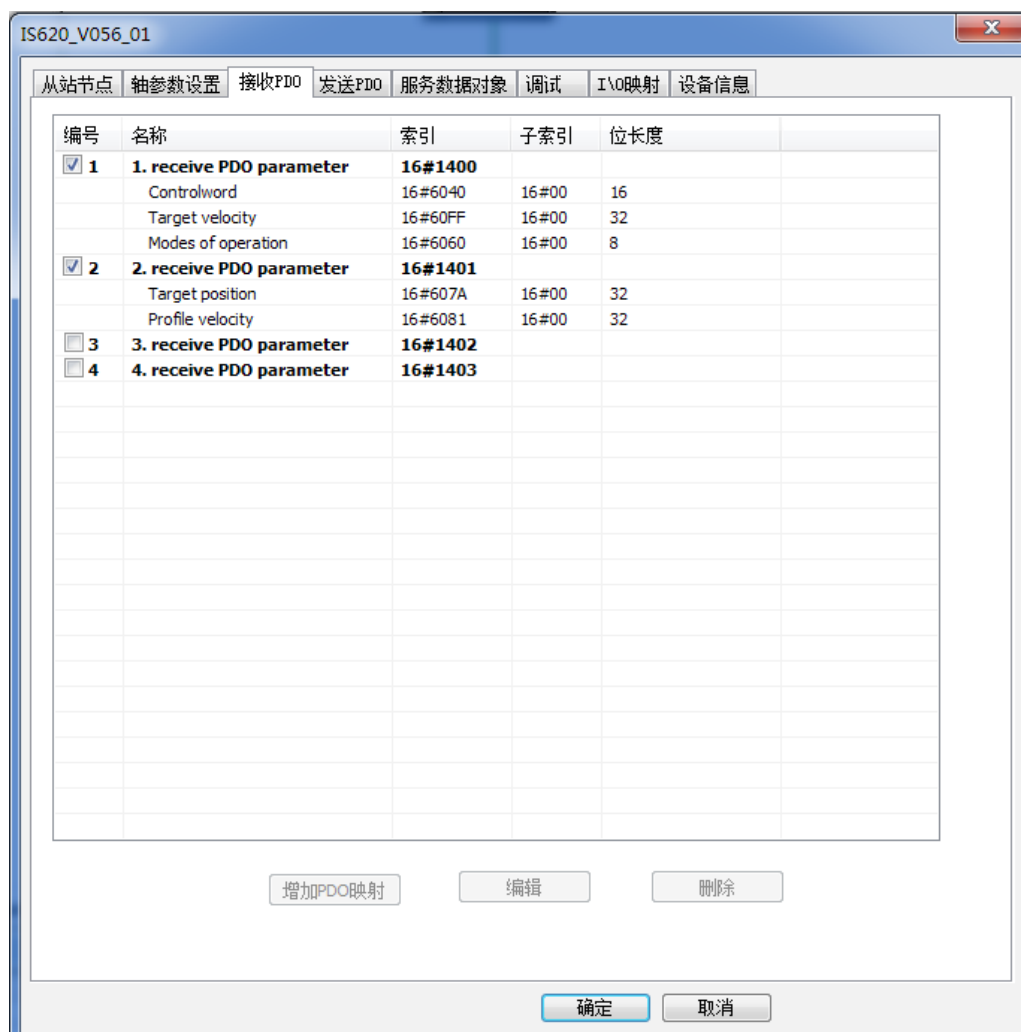 IS620_V056_01
从站节点 轴参数设置 接收PDO 发送PDO 服务数据对象 调试 I\O映射 设备信息
编号 名称 索引 子索引 位长度
1 1. receive PDO parameter 16#1400
Controlword 16#6040 16#00 16
Target velocity 16#60FF 16#00 32
Modes of operation 16#6060 16#00 8
2 2. receive PDO parameter 16#1401
Target position 16#607A 16#00 32
Profile velocity 16#6081 16#00 32
3 3. receive PDO parameter 16#1402
4 4. receive PDO parameter 16#1403
增加PDO映射 编辑 删除
确定 取消